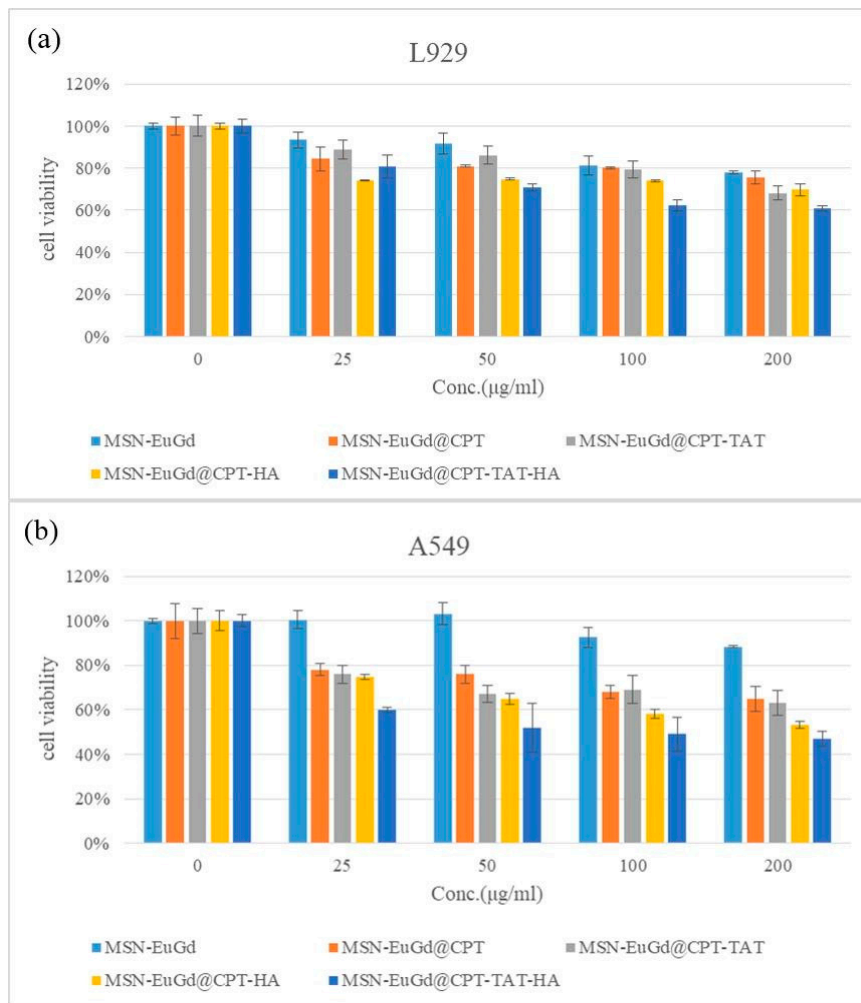 (a)
L929
120%
100%
80%
60%
40%
20%
0%
cell viability
0 25 50 100 200
Conc.(μg/ml)
MSN-EuGd MSN-EuGd@CPT MSN-EuGd@CPT-TAT
MSN-EuGd@CPT-HA MSN-EuGd@CPT-TAT-HA
(b)
A549
120%
100%
80%
60%
40%
20%
0%
cell viability
0 25 50 100 200
Conc.(μg/ml)
MSN-EuGd MSN-EuGd@CPT MSN-EuGd@CPT-TAT
MSN-EuGd@CPT-HA MSN-EuGd@CPT-TAT-HA